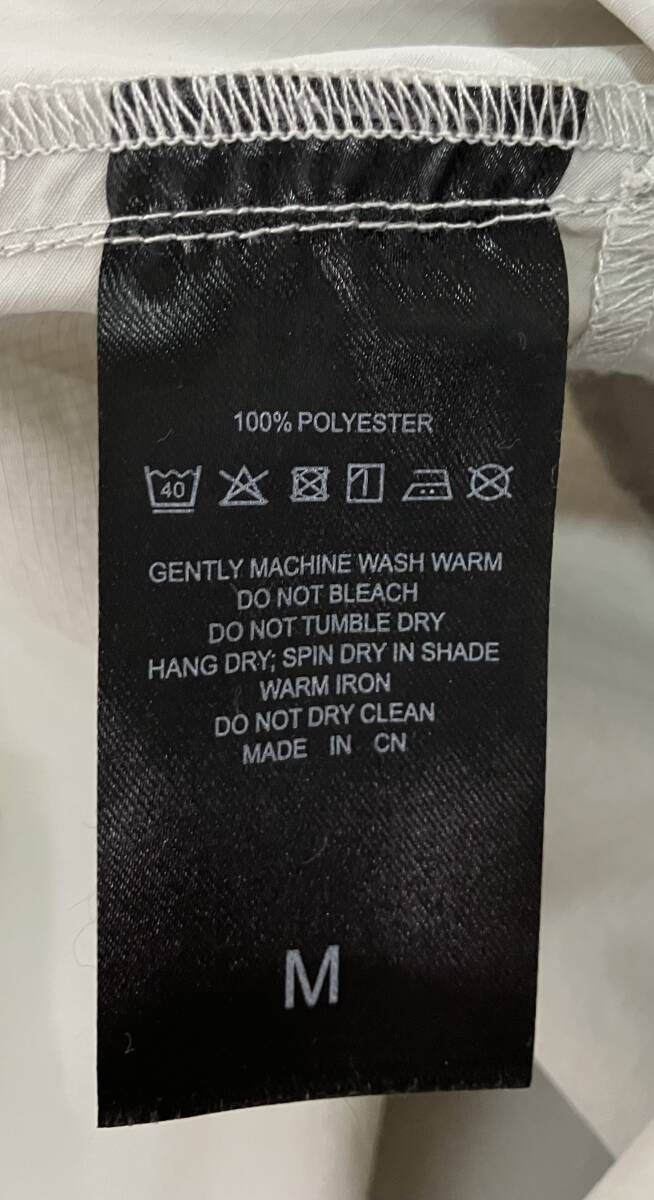 100% POLYESTER
40
GENTLY MACHINE WASH WARM
DO NOT BLEACH
DO NOT TUMBLE DRY
HANG DRY; SPIN DRY IN SHADE
WARM IRON
DO NOT DRY CLEAN
MADE IN CN
M